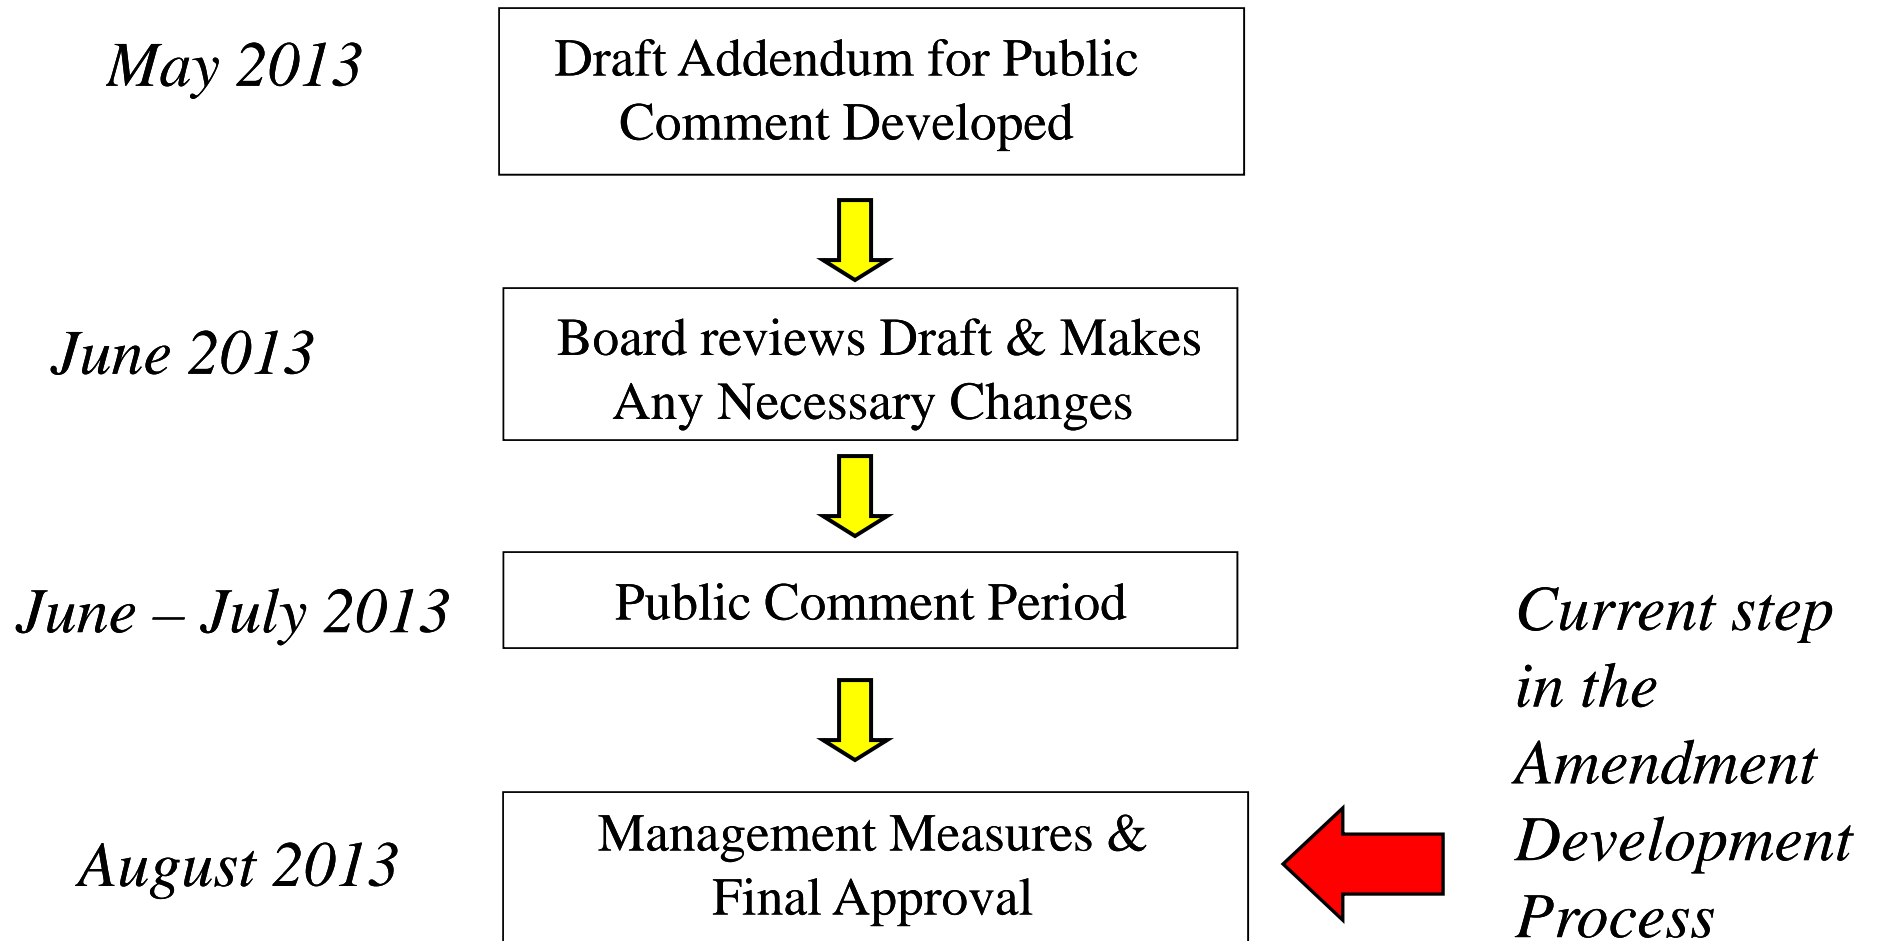 May 2013
Draft Addendum for Public
Comment Developed
June 2013
Board reviews Draft & Makes
Any Necessary Changes
June – July 2013
Public Comment Period
August 2013
Management Measures &
Final Approval
Current step
in the
Amendment
Development
Process